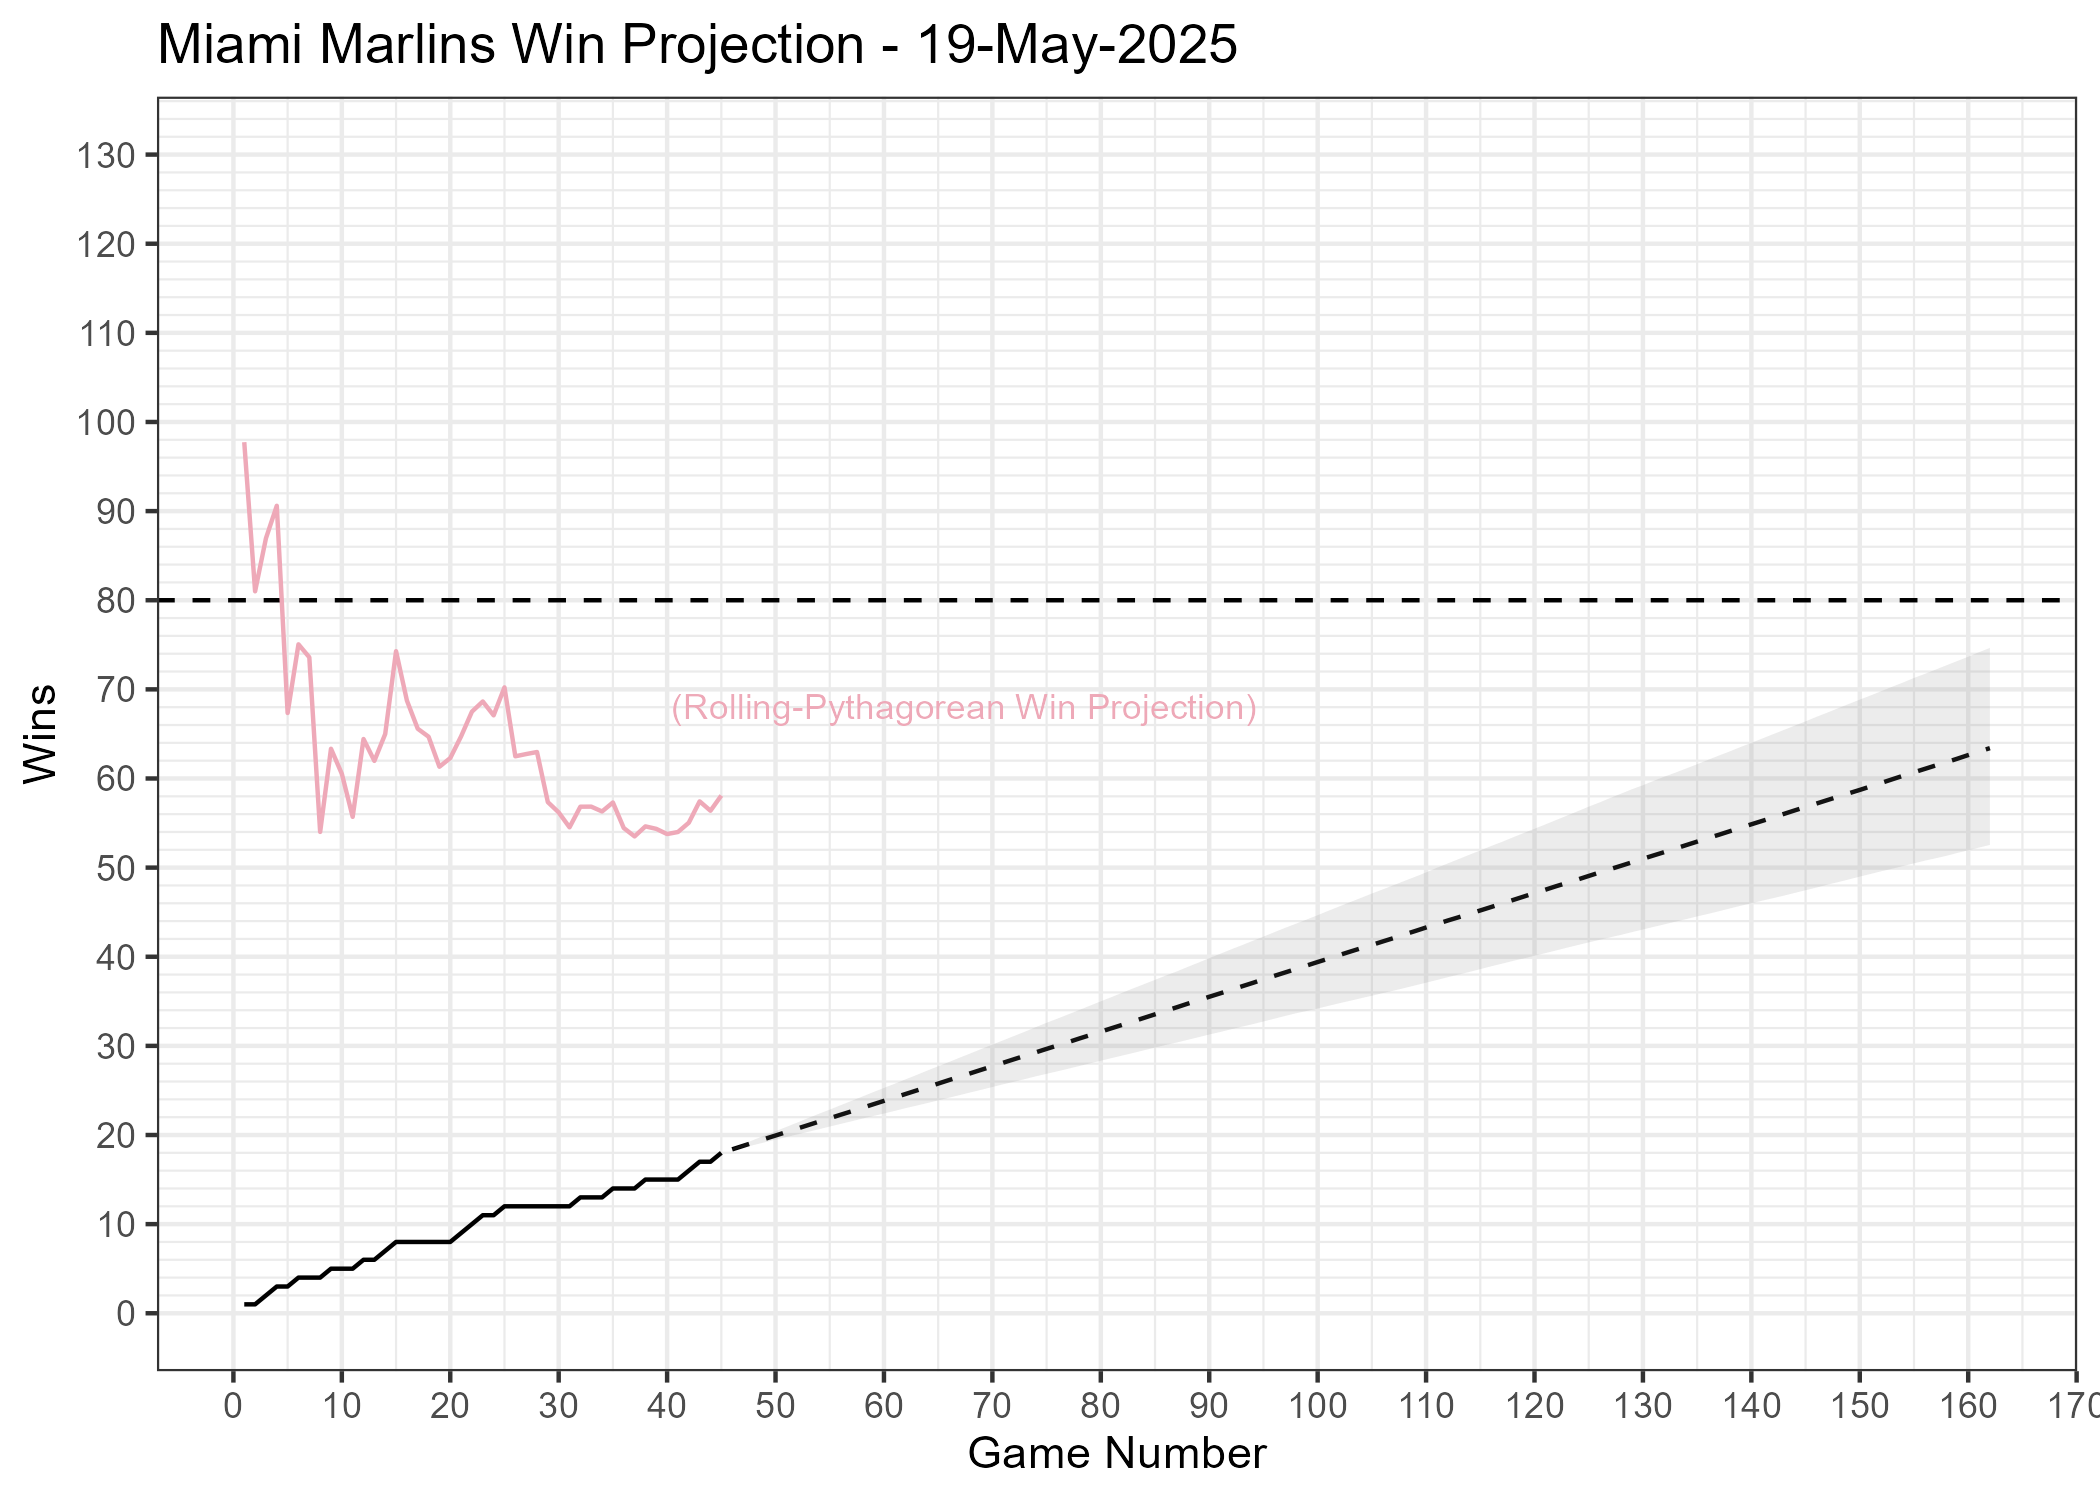 Miami Marlins Win Projection - 19-May-2025
130
120
110
100
90
80
70
(Rolling-Pythagorean Win Projection)
60
50
40
30
20
10
0
Wins
0 10 20 30 40 50 60 70 80 90 100 110 120 130 140 150 160 170
Game Number